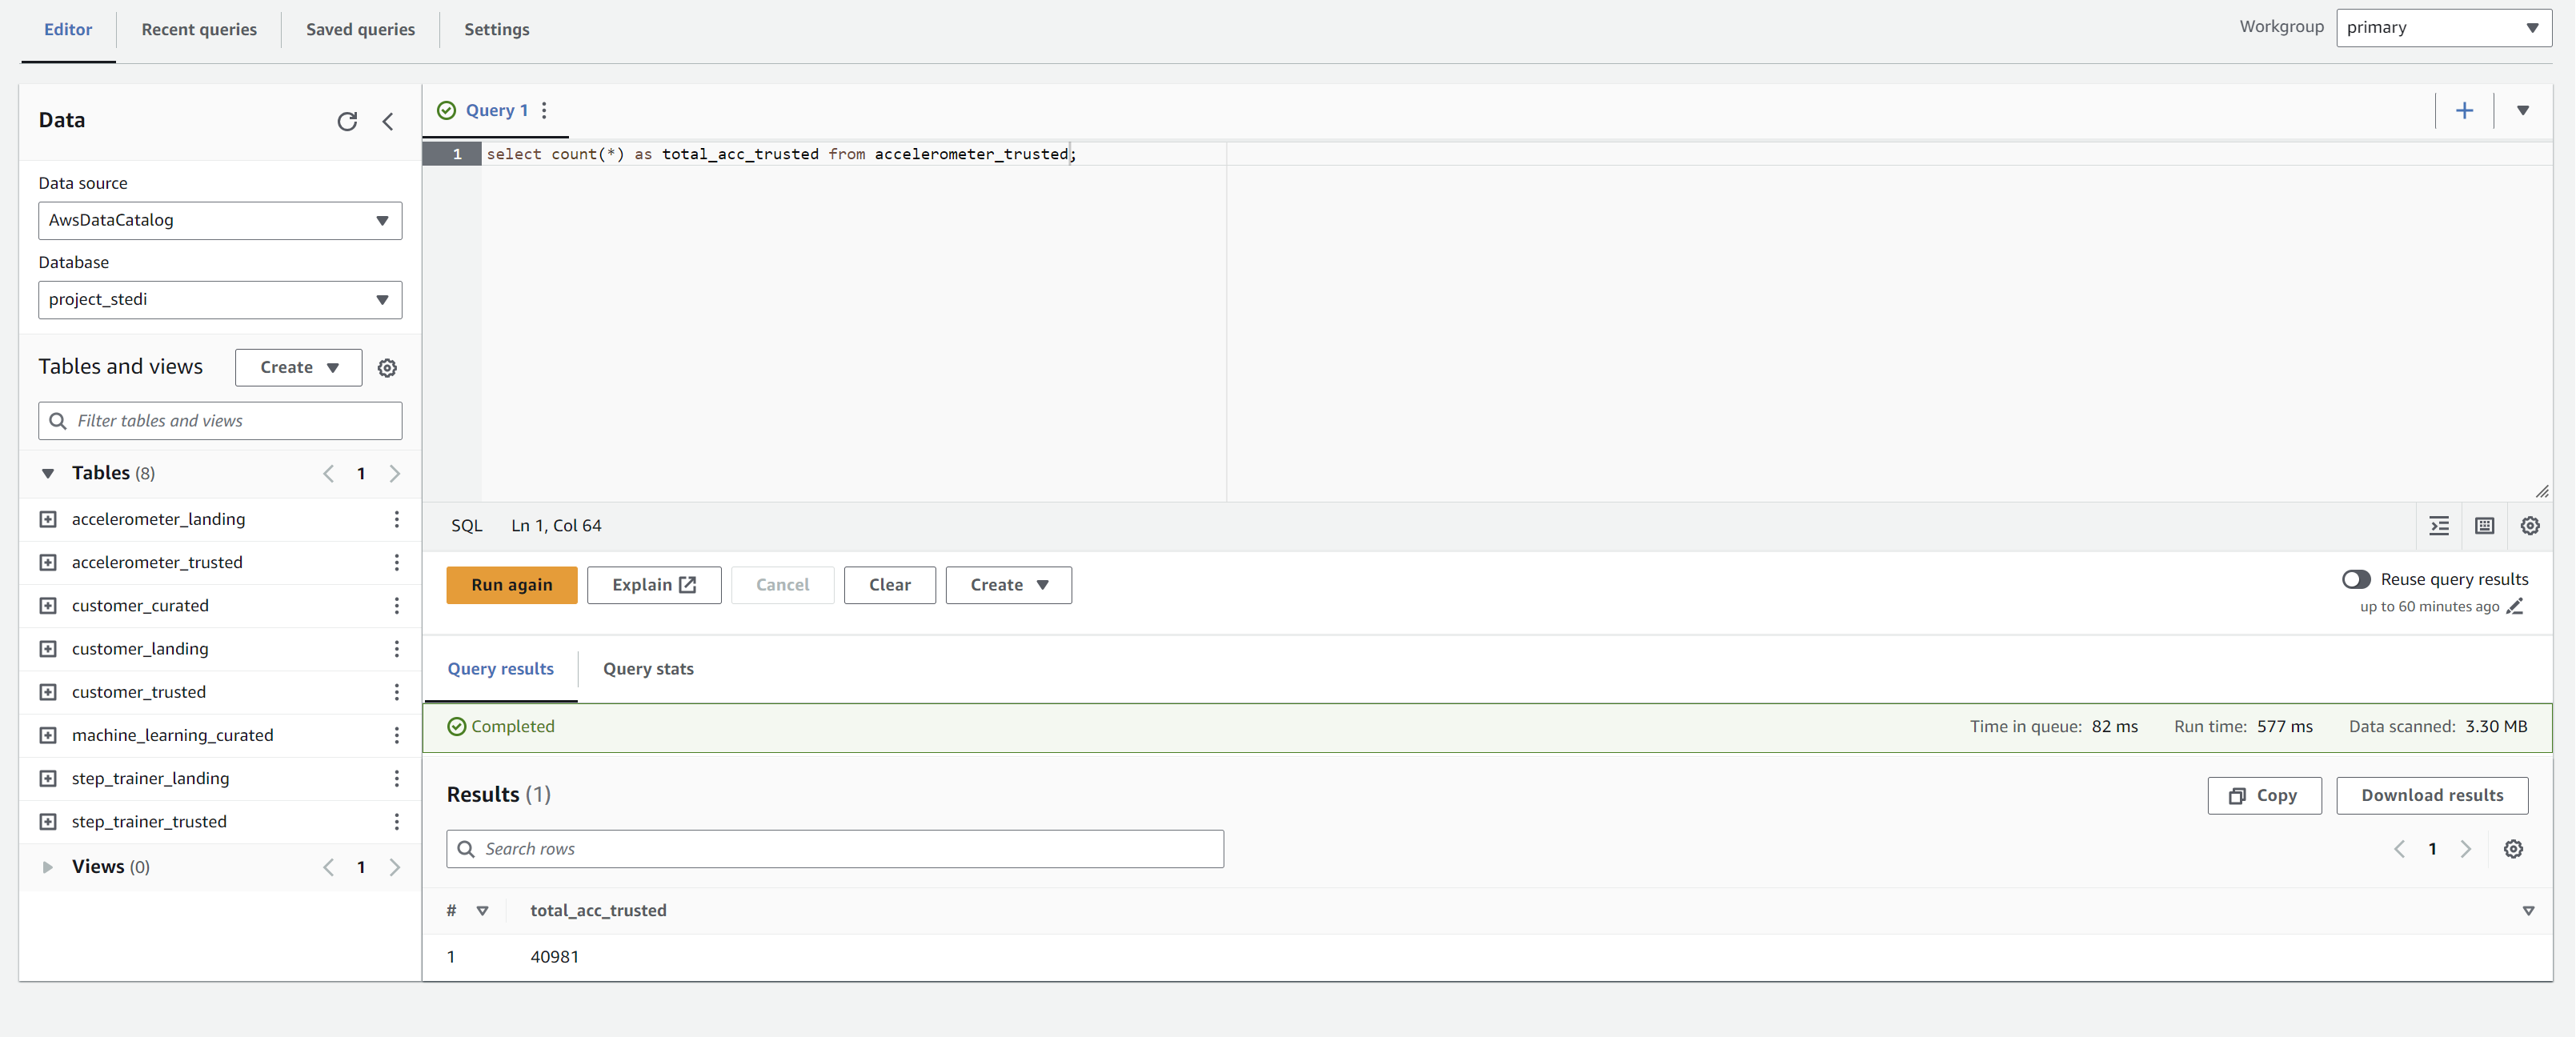 Editor
Recent queries
Saved queries
Settings
Workgroup
primary
Data
Data source
AwsDataCatalog
Database
project_stedi
Tables and views
Create
Filter tables and views
Tables (8)
1
accelerometer_landing
accelerometer_trusted
customer_curated
customer_landing
customer_trusted
machine_learning_curated
step_trainer_landing
step_trainer_trusted
Views (0)
1
Query 1
1
select count(*) as total_acc_trusted from accelerometer_trusted;
SQL
Ln 1, Col 64
Run again
Explain
Cancel
Clear
Create
Reuse query results
up to 60 minutes ago
Query results
Query stats
Completed
Time in queue: 82 ms
Run time: 577 ms
Data scanned: 3.30 MB
Results (1)
Copy
Download results
Search rows
1
#
total_acc_trusted
1
40981